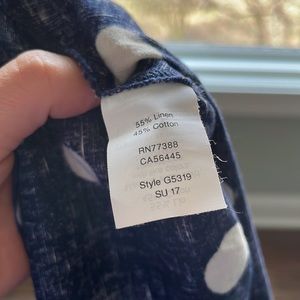 55% Linen
45% Cotton
RN77388
CA56445
Style G5319
SU 17